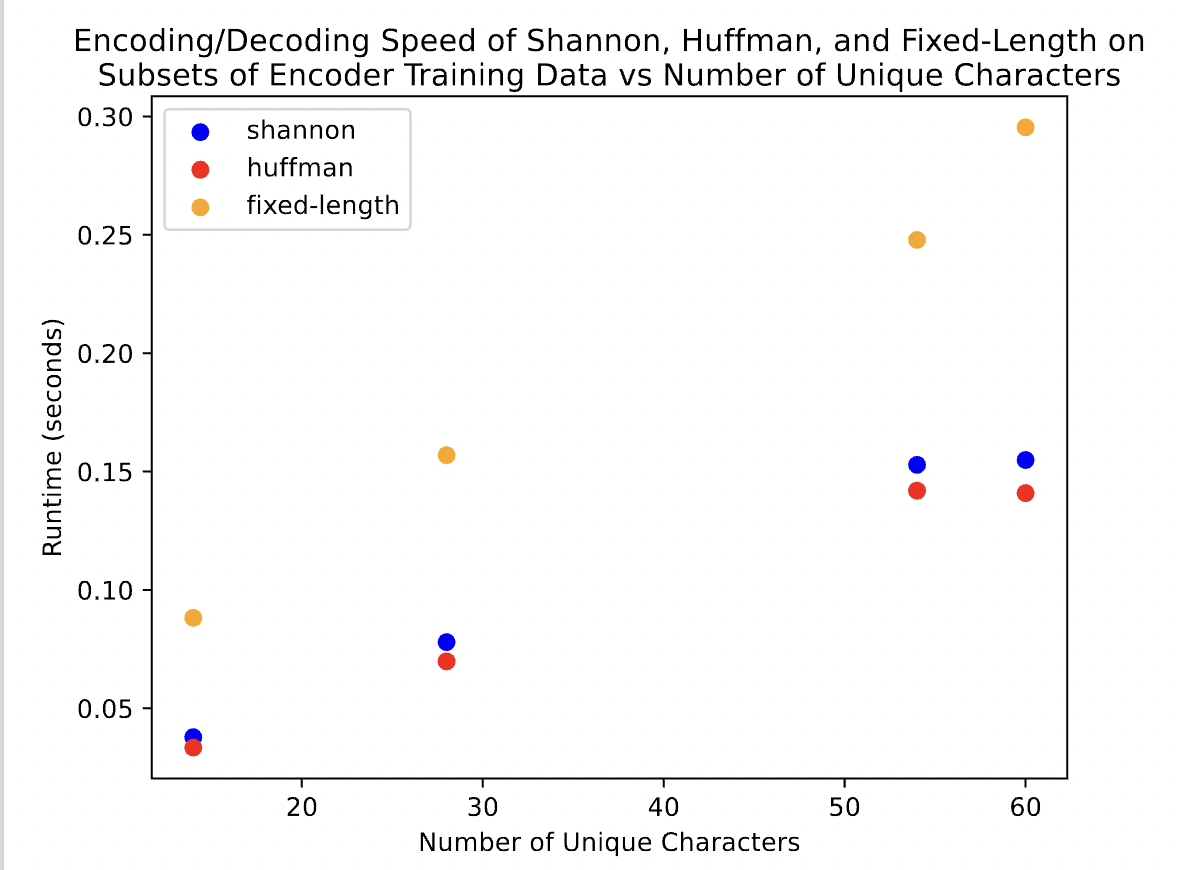 Encoding/Decoding Speed of Shannon, Huffman, and Fixed-Length on
Subsets of Encoder Training Data vs Number of Unique Characters
shannon
huffman
fixed-length
0.30
0.25
0.20
0.15
0.10
0.05
Runtime (seconds)
20 30 40 50 60
Number of Unique Characters